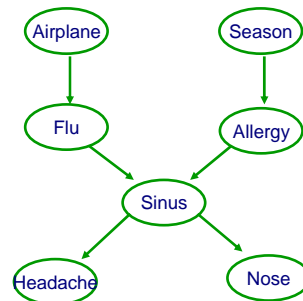 Airplane
Season
Flu
Allergy
Sinus
Headache
Nose